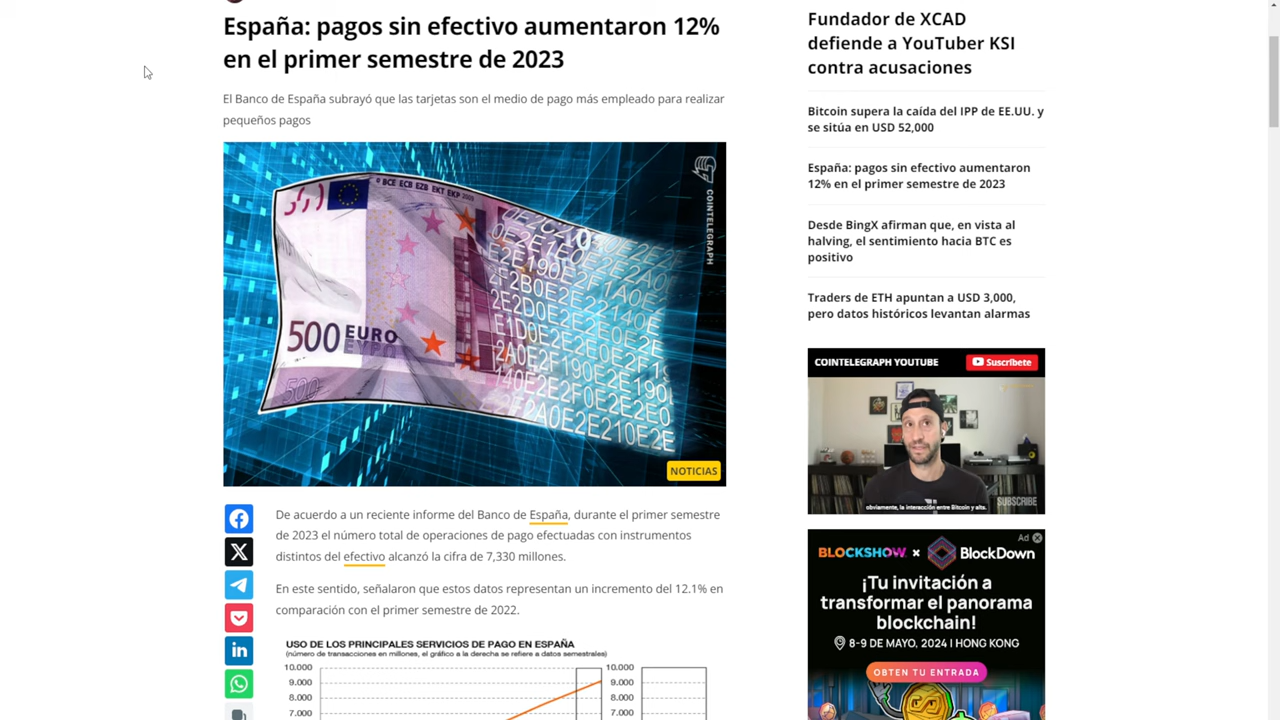 España: pagos sin efectivo aumentaron 12%
en el primer semestre de 2023
El Banco de España subrayó que las tarjetas son el medio de pago más empleado para realizar
pequeños pagos
BCE ECB EZB EKT EKP 2002
500 EURO
ΕΥΡΩ
500
COINTELEGRAPH
NOTICIAS
De acuerdo a un reciente informe del Banco de España, durante el primer semestre
de 2023 el número total de operaciones de pago efectuadas con instrumentos
distintos del efectivo alcanzó la cifra de 7,330 millones.
En este sentido, señalaron que estos datos representan un incremento del 12.1% en
comparación con el primer semestre de 2022.
USO DE LOS PRINCIPALES SERVICIOS DE PAGO EN ESPAÑA
(número de transacciones en millones, el gráfico a la derecha se refiere a datos semestrales)
10.000 10.000
9.000 9.000
8.000 8.000
7.000 7.000
Fundador de XCAD
defiende a YouTuber KSI
contra acusaciones
Bitcoin supera la caída del IPP de EE.UU. y
se sitúa en USD 52,000
España: pagos sin efectivo aumentaron
12% en el primer semestre de 2023
Desde BingX afirman que, en vista al
halving, el sentimiento hacia BTC es
positivo
Traders de ETH apuntan a USD 3,000,
pero datos históricos levantan alarmas
COINTELEGRAPH YOUTUBE Suscríbete
SUBSCRIBE
obviamente, la interacción entre Bitcoin y alts.
Ad
BLOCKSHOW × BlockDown
¡Tu invitación a
transformar el panorama
blockchain!
8-9 DE MAYO, 2024 | HONG KONG
OBTEN TU ENTRADA